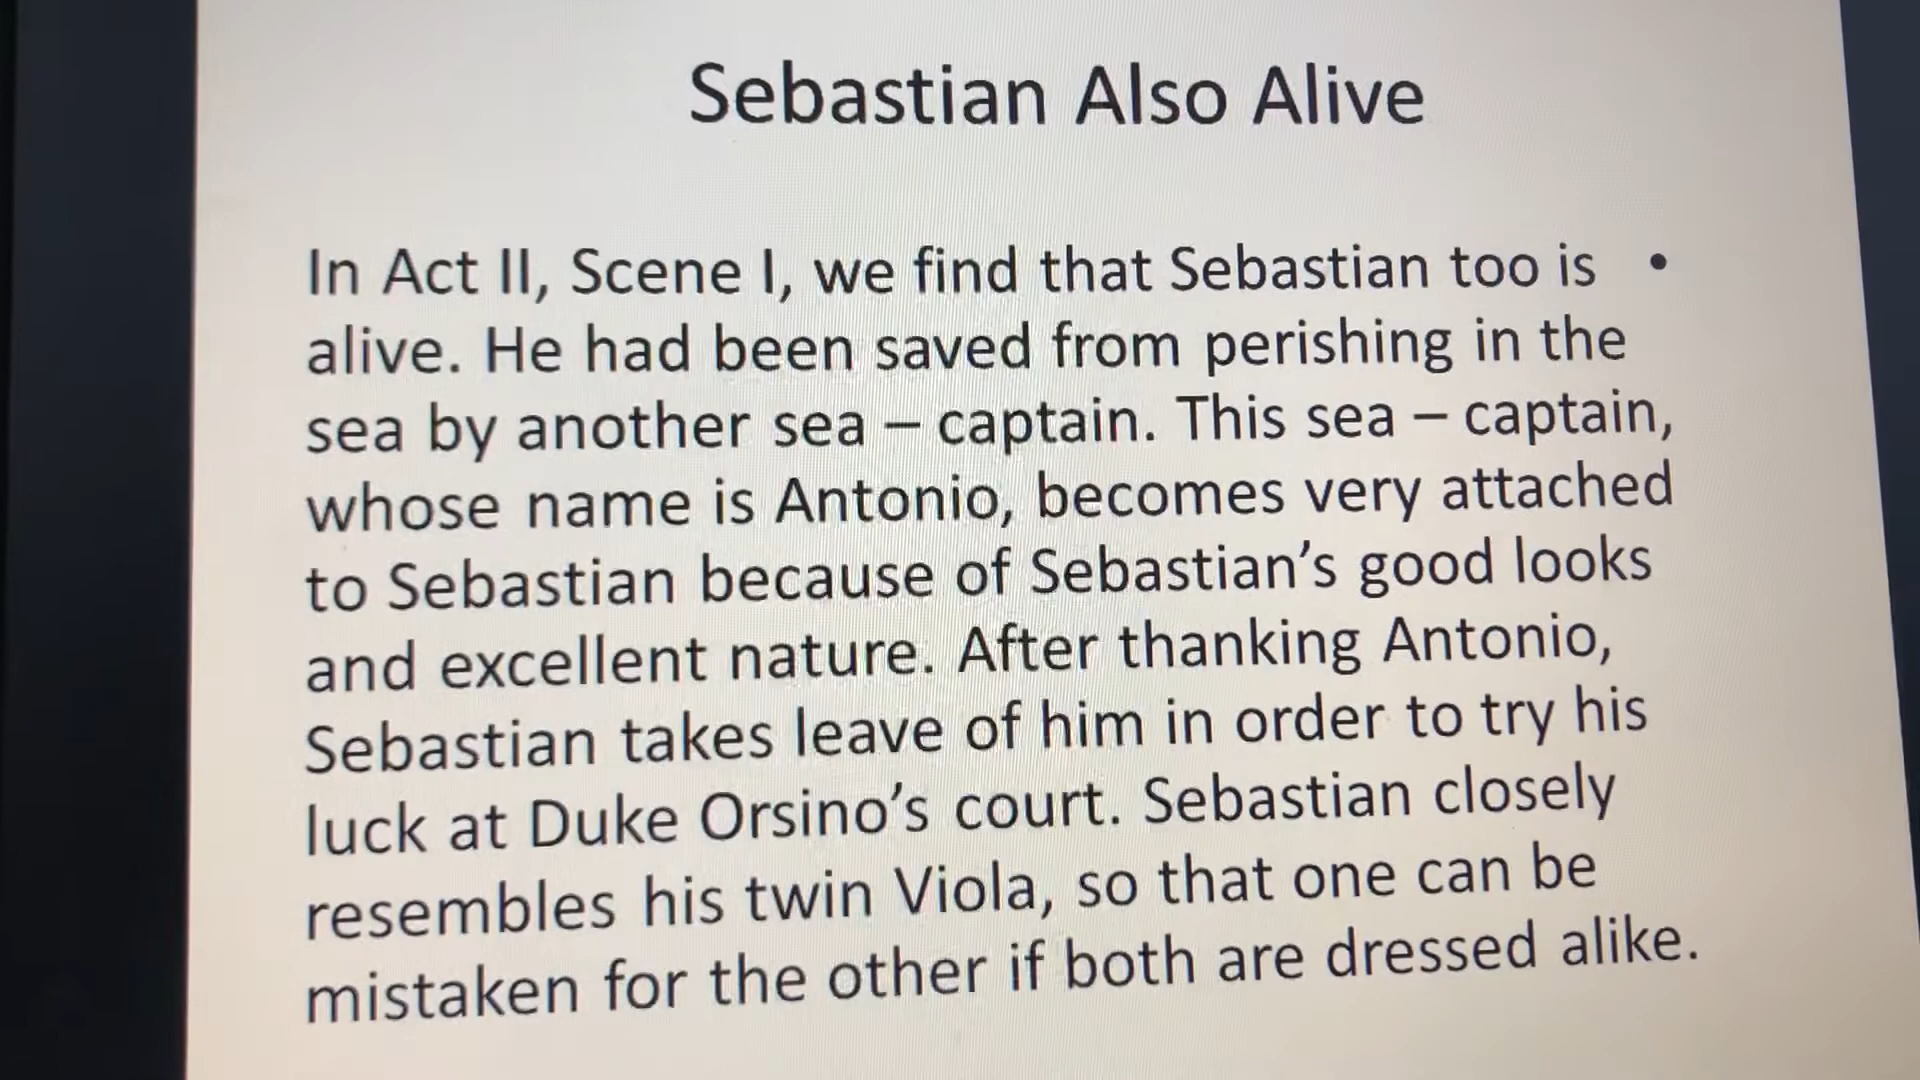 Sebastian Also Alive
In Act II, Scene I, we find that Sebastian too is •
alive. He had been saved from perishing in the
sea by another sea – captain. This sea – captain,
whose name is Antonio, becomes very attached
to Sebastian because of Sebastian’s good looks
and excellent nature. After thanking Antonio,
Sebastian takes leave of him in order to try his
luck at Duke Orsino’s court. Sebastian closely
resembles his twin Viola, so that one can be
mistaken for the other if both are dressed alike.